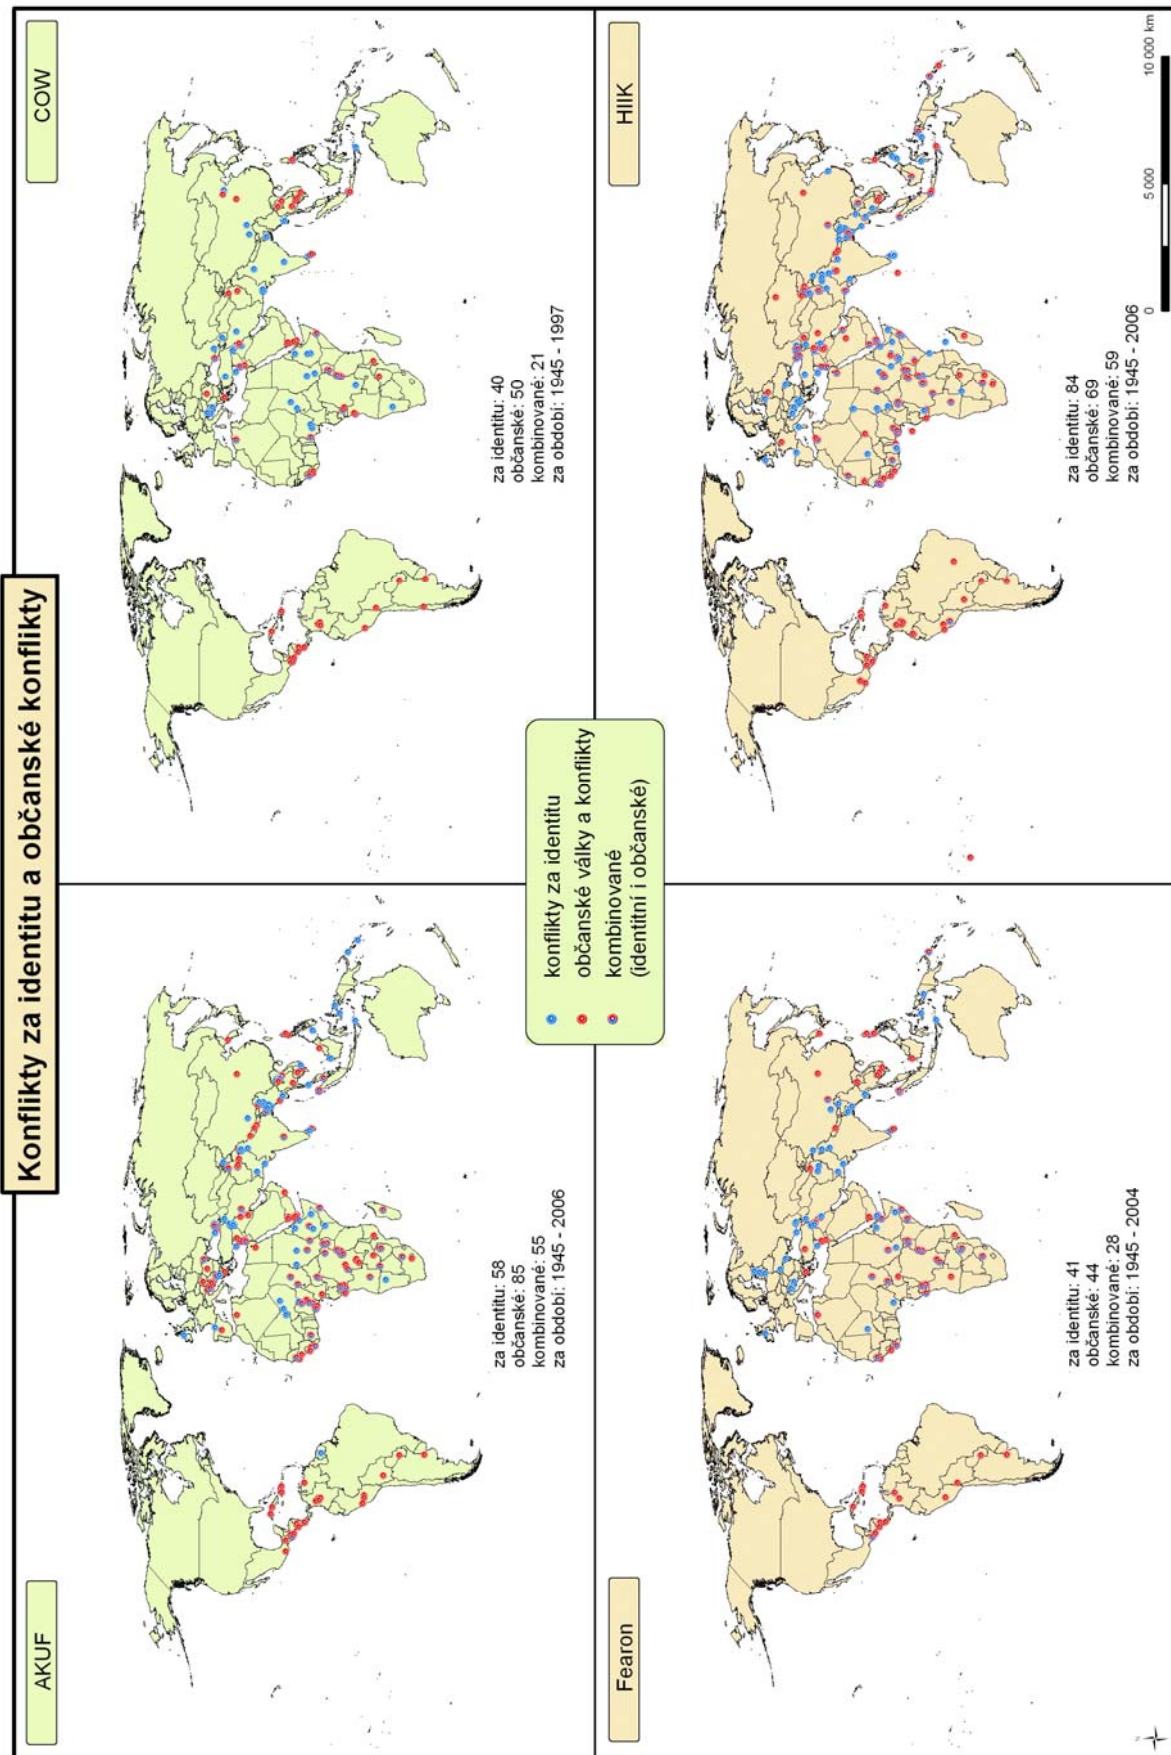 Konflikty za identitu a občanské konflikty
AKUF
za identitu: 58
občanské: 85
kombinované: 55
za období: 1945 - 2006
COW
za identitu: 40
občanské: 50
kombinované: 21
za období: 1945 - 1997
konflikty za identitu
občanské války a konflikty
kombinované
(identitní i občanské)
Fearon
za identitu: 41
občanské: 44
kombinované: 28
za období: 1945 - 2004
HIIK
za identitu: 84
občanské: 69
kombinované: 59
za období: 1945 - 2006
0 5 000 10 000 km